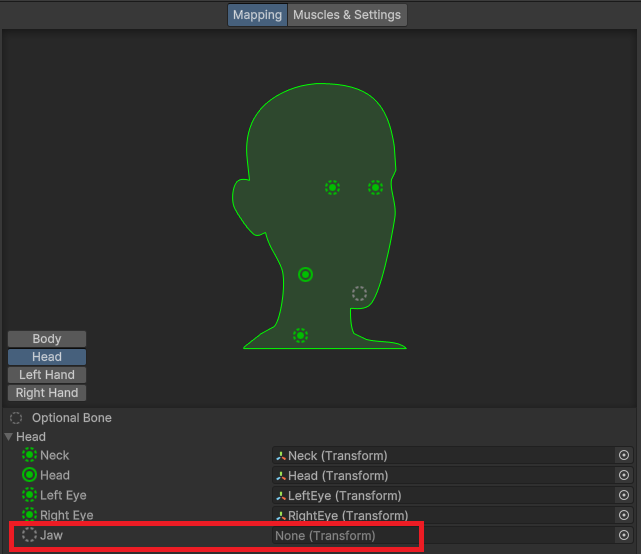 Mapping Muscles & Settings
Body
Head
Left Hand
Right Hand
Optional Bone
Head
Neck Neck (Transform)
Head Head (Transform)
Left Eye LeftEye (Transform)
Right Eye RightEye (Transform)
Jaw None (Transform)